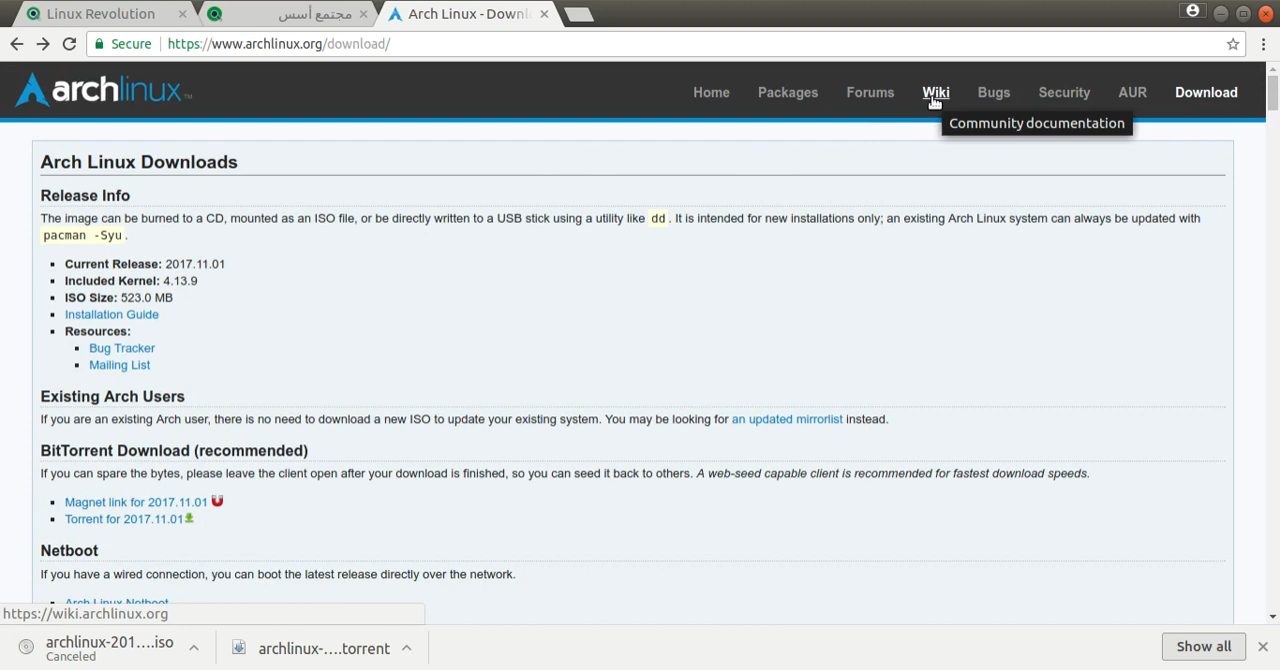 Linux Revolution
مجتمع أسس
Arch Linux - Downl
Secure
https://www.archlinux.org/download/
archlinux™
Home Packages Forums Wiki Bugs Security AUR Download
Community documentation
Arch Linux Downloads
Release Info
The image can be burned to a CD, mounted as an ISO file, or be directly written to a USB stick using a utility like dd. It is intended for new installations only; an existing Arch Linux system can always be updated with
pacman -Syu.
Current Release: 2017.11.01
Included Kernel: 4.13.9
ISO Size: 523.0 MB
Installation Guide
Resources:
Bug Tracker
Mailing List
Existing Arch Users
If you are an existing Arch user, there is no need to download a new ISO to update your existing system. You may be looking for an updated mirrorlist instead.
BitTorrent Download (recommended)
If you can spare the bytes, please leave the client open after your download is finished, so you can seed it back to others. A web-seed capable client is recommended for fastest download speeds.
Magnet link for 2017.11.01
Torrent for 2017.11.01
Netboot
If you have a wired connection, you can boot the latest release directly over the network.
Arch Linux Netboot
https://wiki.archlinux.org
archlinux-201....iso
Canceled
archlinux-....torrent
Show all